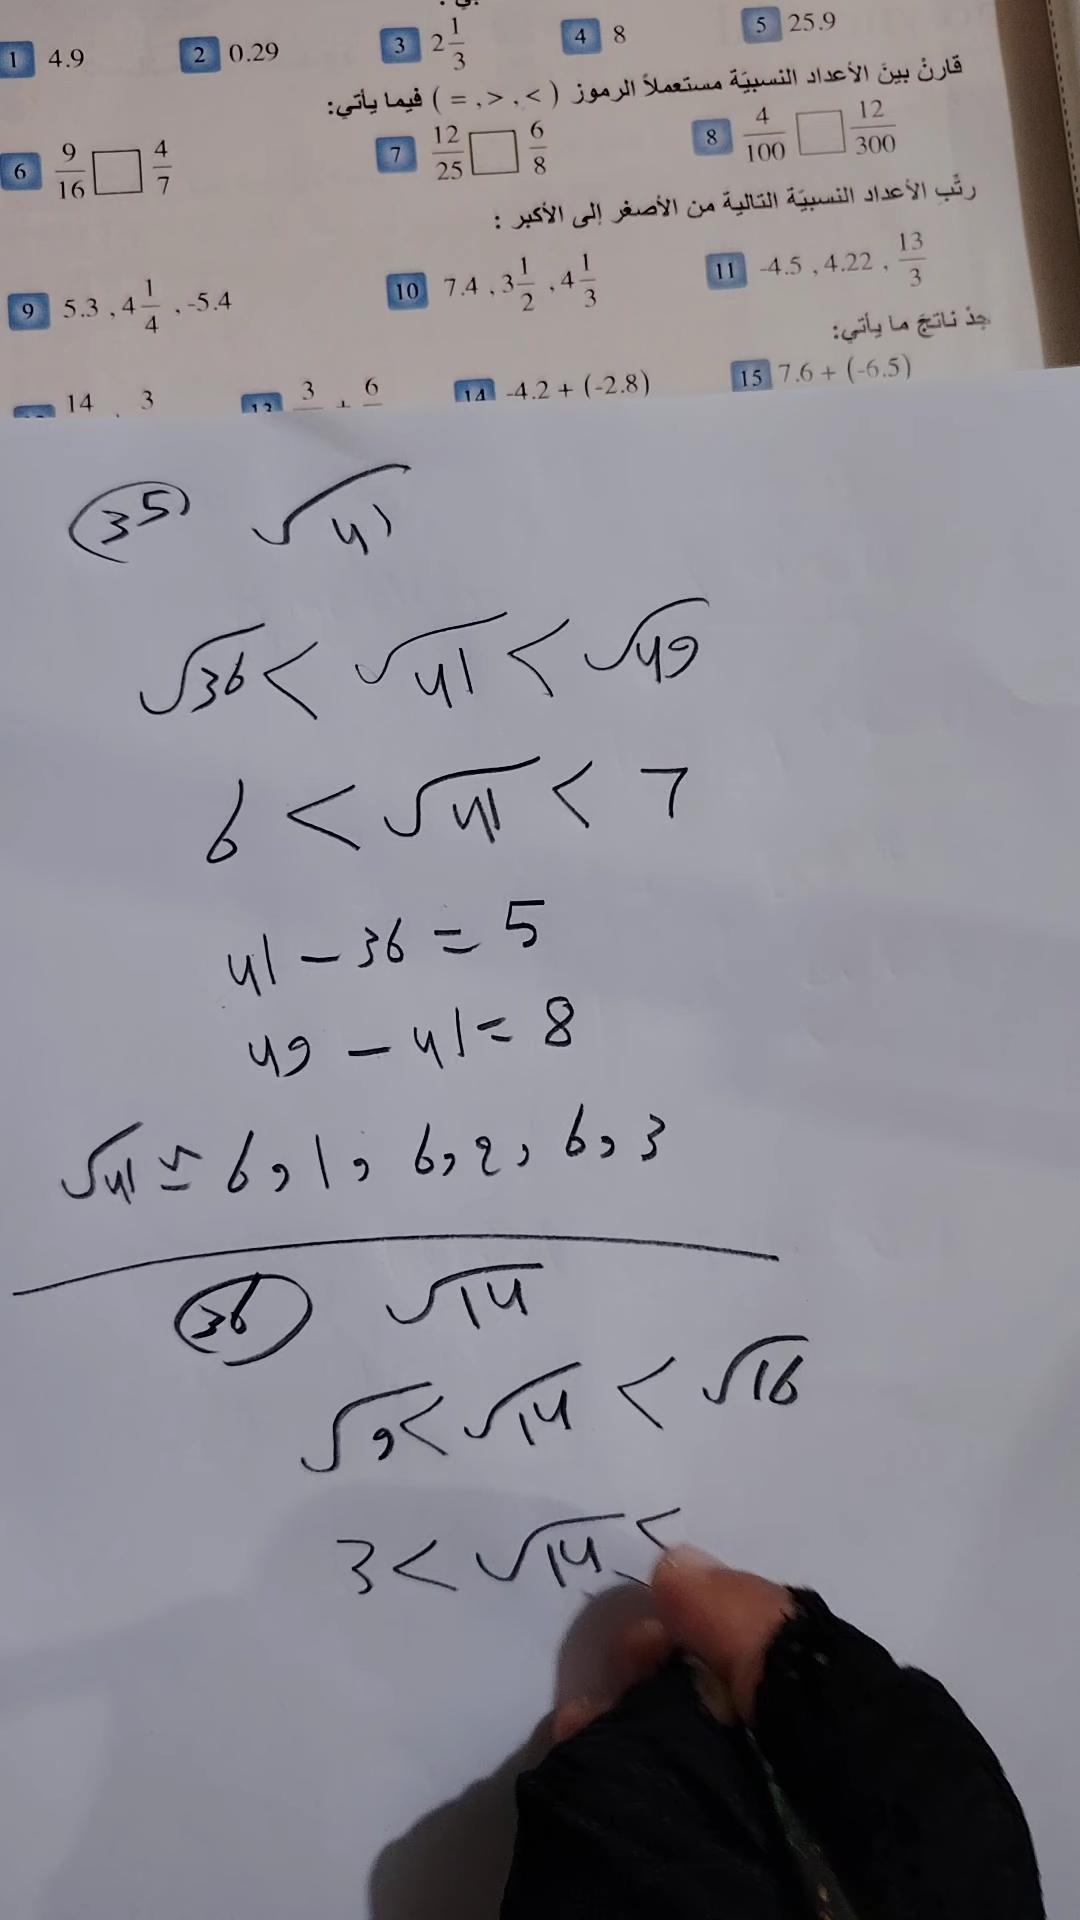 1 4.9 2 0.29 3 2 1/3 4 8 5 25.9
قارنْ بينَ الأعداد النسبيّة مستعملاً الرموز ( > ، < ، = ) فيما يأتي:
6 9/16 □ 4/7 7 12/25 □ 6/8 8 4/100 □ 12/300
رتِّب الأعداد النسبيّة التالية من الأصغر إلى الأكبر :
9 5.3 , 4 1/4 , -5.4 10 7.4 , 3 1/2 , 4 1/3 11 -4.5 , 4.22 , 13/3
جِدْ ناتجَ ما يأتي:
14 3 13 3 + 6 14 -4.2 + (-2.8) 15 7.6 + (-6.5)
35 √41
√36 < √41 < √49
6 < √41 < 7
41 - 36 = 5
49 - 41 = 8
√41 ≃ 6,1, 6,2, 6,3
36 √14
√9 < √14 < √16
3 < √14 <